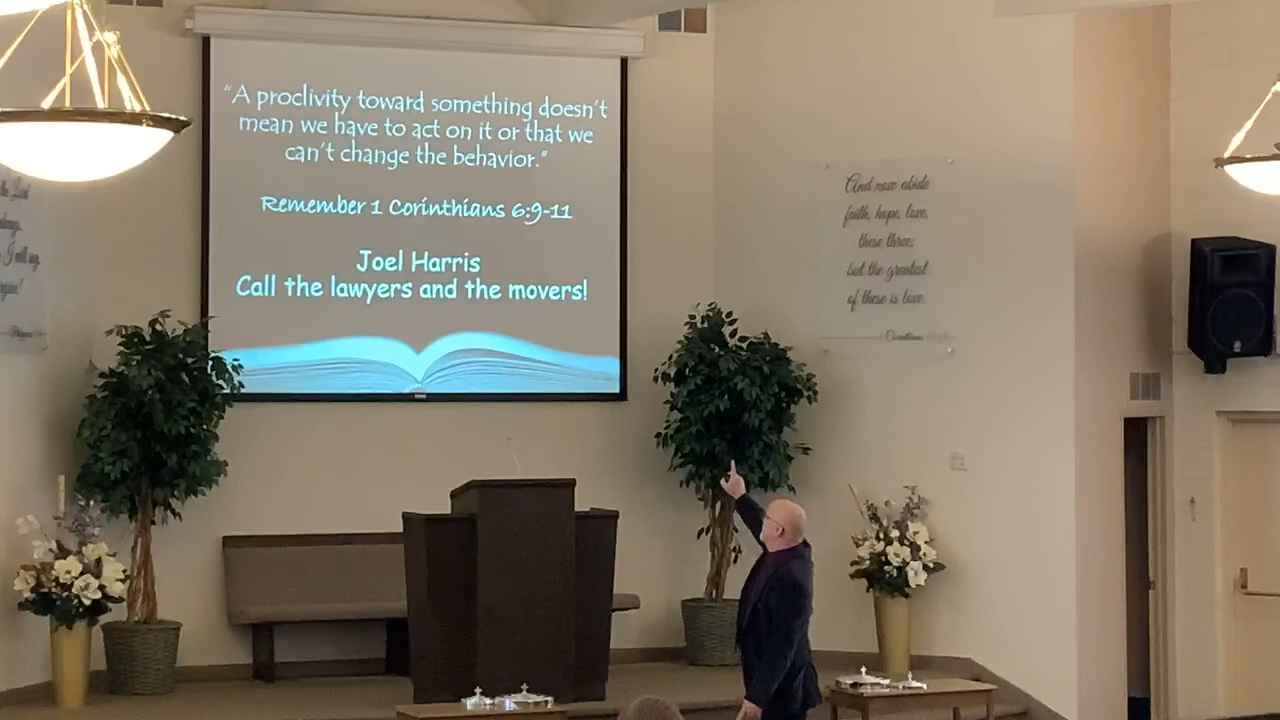 “A proclivity toward something doesn’t
mean we have to act on it or that we
can’t change the behavior.”
Remember 1 Corinthians 6:9-11
Joel Harris
Call the lawyers and the movers!
And now abide
faith, hope, love,
these three;
but the greatest
of these is love.